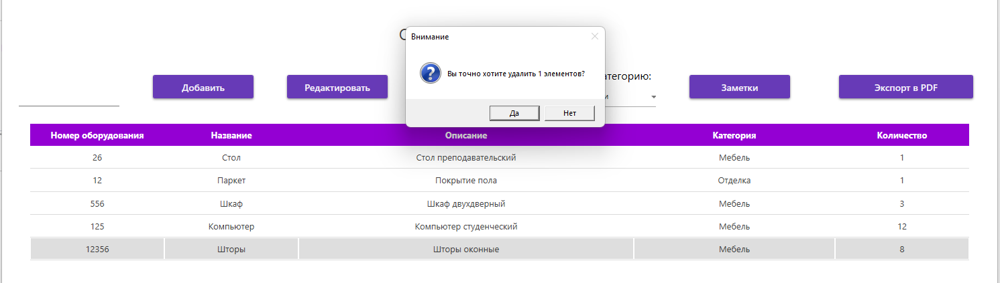 Внимание
Вы точно хотите удалить 1 элементов?
Да Нет
Добавить Редактировать Заметки Экспорт в PDF
Номер оборудования Название Описание Категория Количество
26 Стол Стол преподавательский Мебель 1
12 Паркет Покрытие пола Отделка 1
556 Шкаф Шкаф двухдверный Мебель 3
125 Компьютер Компьютер студенческий Мебель 12
12356 Шторы Шторы оконные Мебель 8